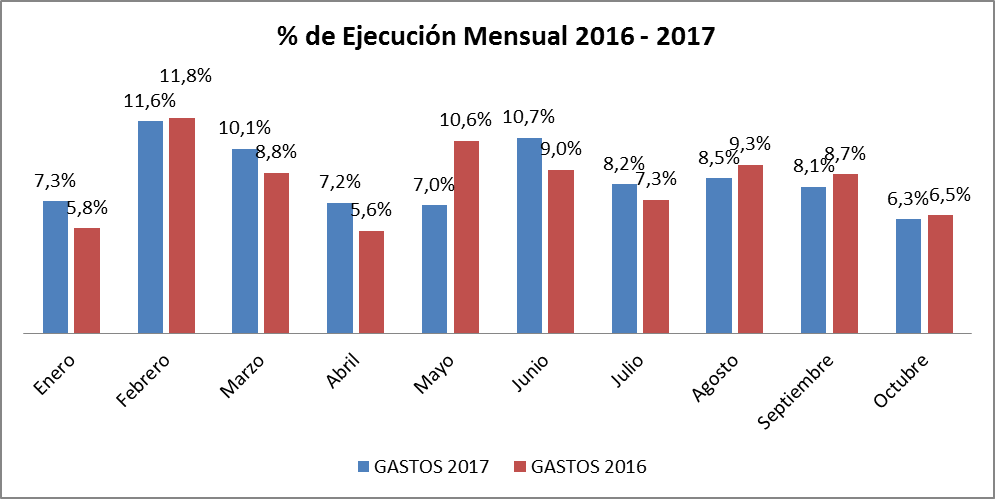 % de Ejecución Mensual 2016 - 2017
7,3%
5,8%
11,6%
11,8%
10,1%
8,8%
7,2%
5,6%
7,0%
10,6%
10,7%
9,0%
8,2%
7,3%
8,5%
9,3%
8,1%
8,7%
6,3%
6,5%
Enero
Febrero
Marzo
Abril
Mayo
Junio
Julio
Agosto
Septiembre
Octubre
GASTOS 2017
GASTOS 2016